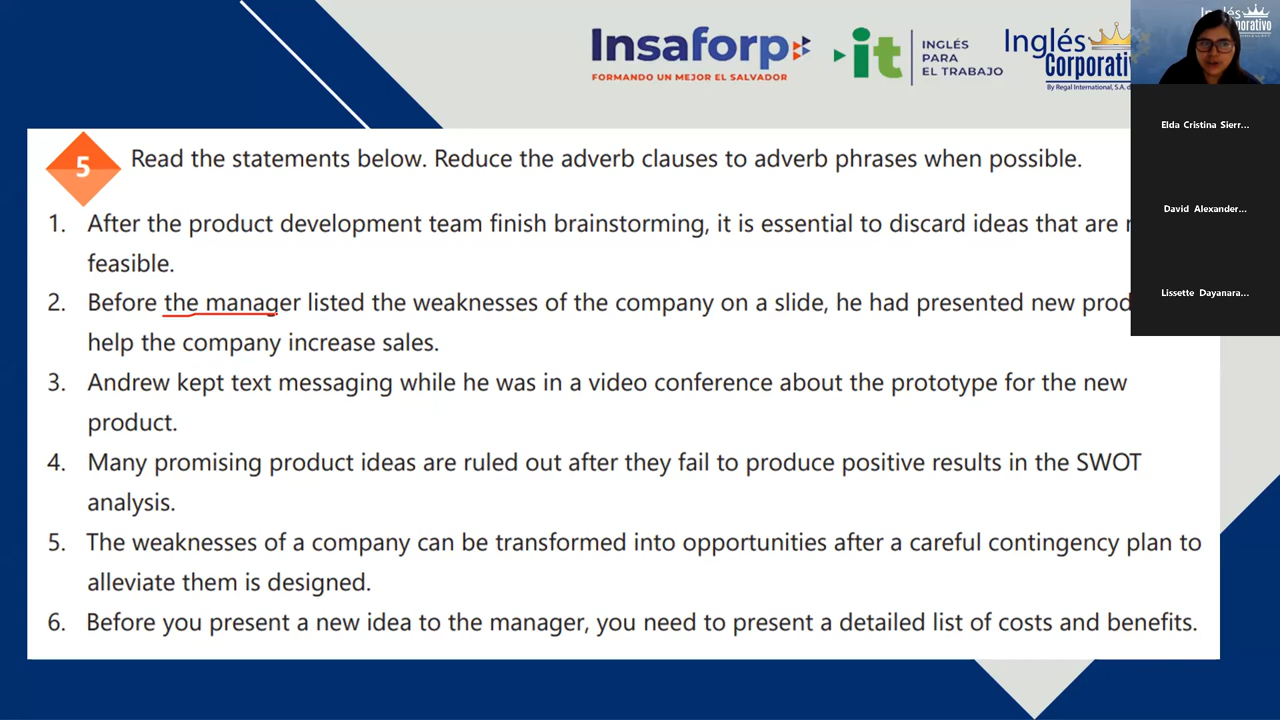 Insaforp
FORMANDO UN MEJOR EL SALVADOR
it
INGLÉS
PARA
EL TRABAJO
Inglés
Corporativ
By Regal International, S.A. d
Inglés
rporativo
Elda Cristina Sierr...
David Alexander...
Lissette Dayanara...
5
Read the statements below. Reduce the adverb clauses to adverb phrases when possible.
1. After the product development team finish brainstorming, it is essential to discard ideas that are
feasible.
2. Before the manager listed the weaknesses of the company on a slide, he had presented new prod
help the company increase sales.
3. Andrew kept text messaging while he was in a video conference about the prototype for the new
product.
4. Many promising product ideas are ruled out after they fail to produce positive results in the SWOT
analysis.
5. The weaknesses of a company can be transformed into opportunities after a careful contingency plan to
alleviate them is designed.
6. Before you present a new idea to the manager, you need to present a detailed list of costs and benefits.